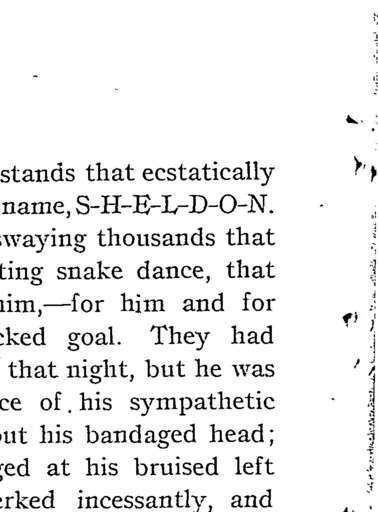 stands that ecstatically
name, S-H-E-L-D-O-N.
swaying thousands that
ting snake dance, that
him,—for him and for
cked goal. They had
that night, but he was
ce of his sympathetic
out his bandaged head;
ged at his bruised left
erked incessantly, and